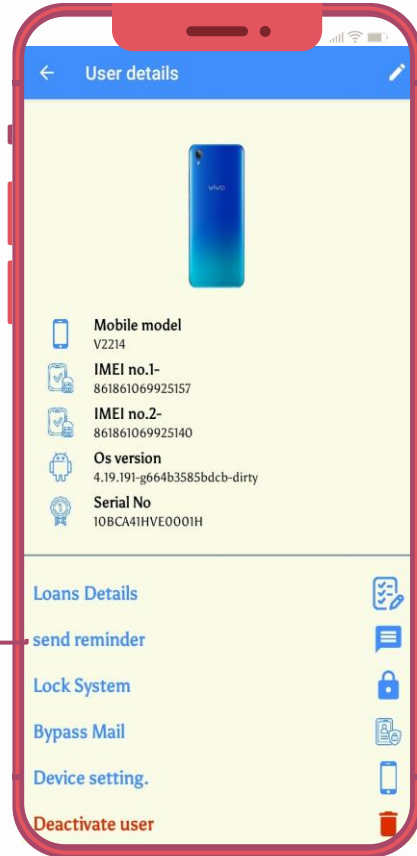 User details
vivo
Mobile model
V2214
IMEI no.1-
861861069925157
IMEI no.2-
861861069925140
Os version
4.19.191-g664b3585bdcb-dirty
Serial No
10BCA41HVE0001H
Loans Details
send reminder
Lock System
Bypass Mail
Device setting.
Deactivate user